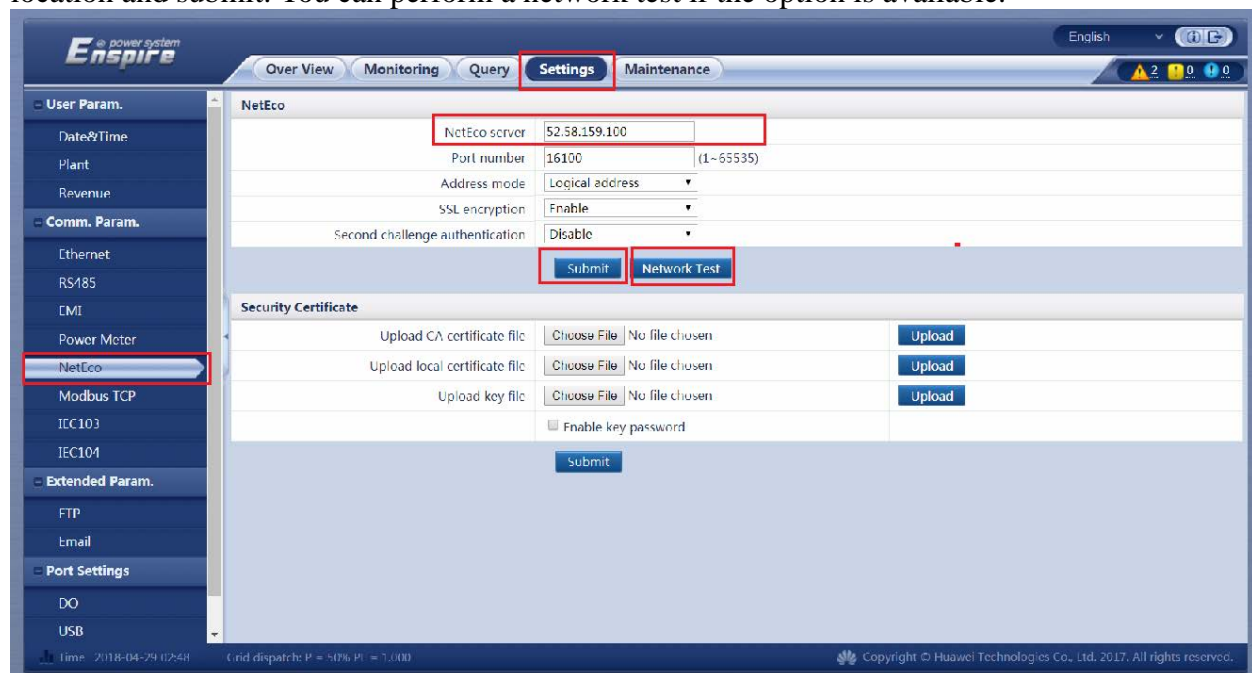 location and submit. You can perform a network test if the option is available.
Enspire
e power system
English
Over View Monitoring Query Settings Maintenance
2 0 0
User Param.
Date&Time
Plant
Revenue
Comm. Param.
Ethernet
RS485
EMI
Power Meter
NetEco
Modbus TCP
IEC103
IEC104
Extended Param.
FTP
Email
Port Settings
DO
USB
NetEco
NetEco server 52.58.159.100
Port number 16100 (1~65535)
Address mode Logical address
SSL encryption Enable
Second challenge authentication Disable
Submit Network Test
Security Certificate
Upload CA certificate file Choose File No file chosen Upload
Upload local certificate file Choose File No file chosen Upload
Upload key file Choose File No file chosen Upload
Enable key password
Submit
Time 2018-04-29 02:48 Grid dispatch: P = 50% PF = 1.000 Copyright © Huawei Technologies Co., Ltd. 2017. All rights reserved.